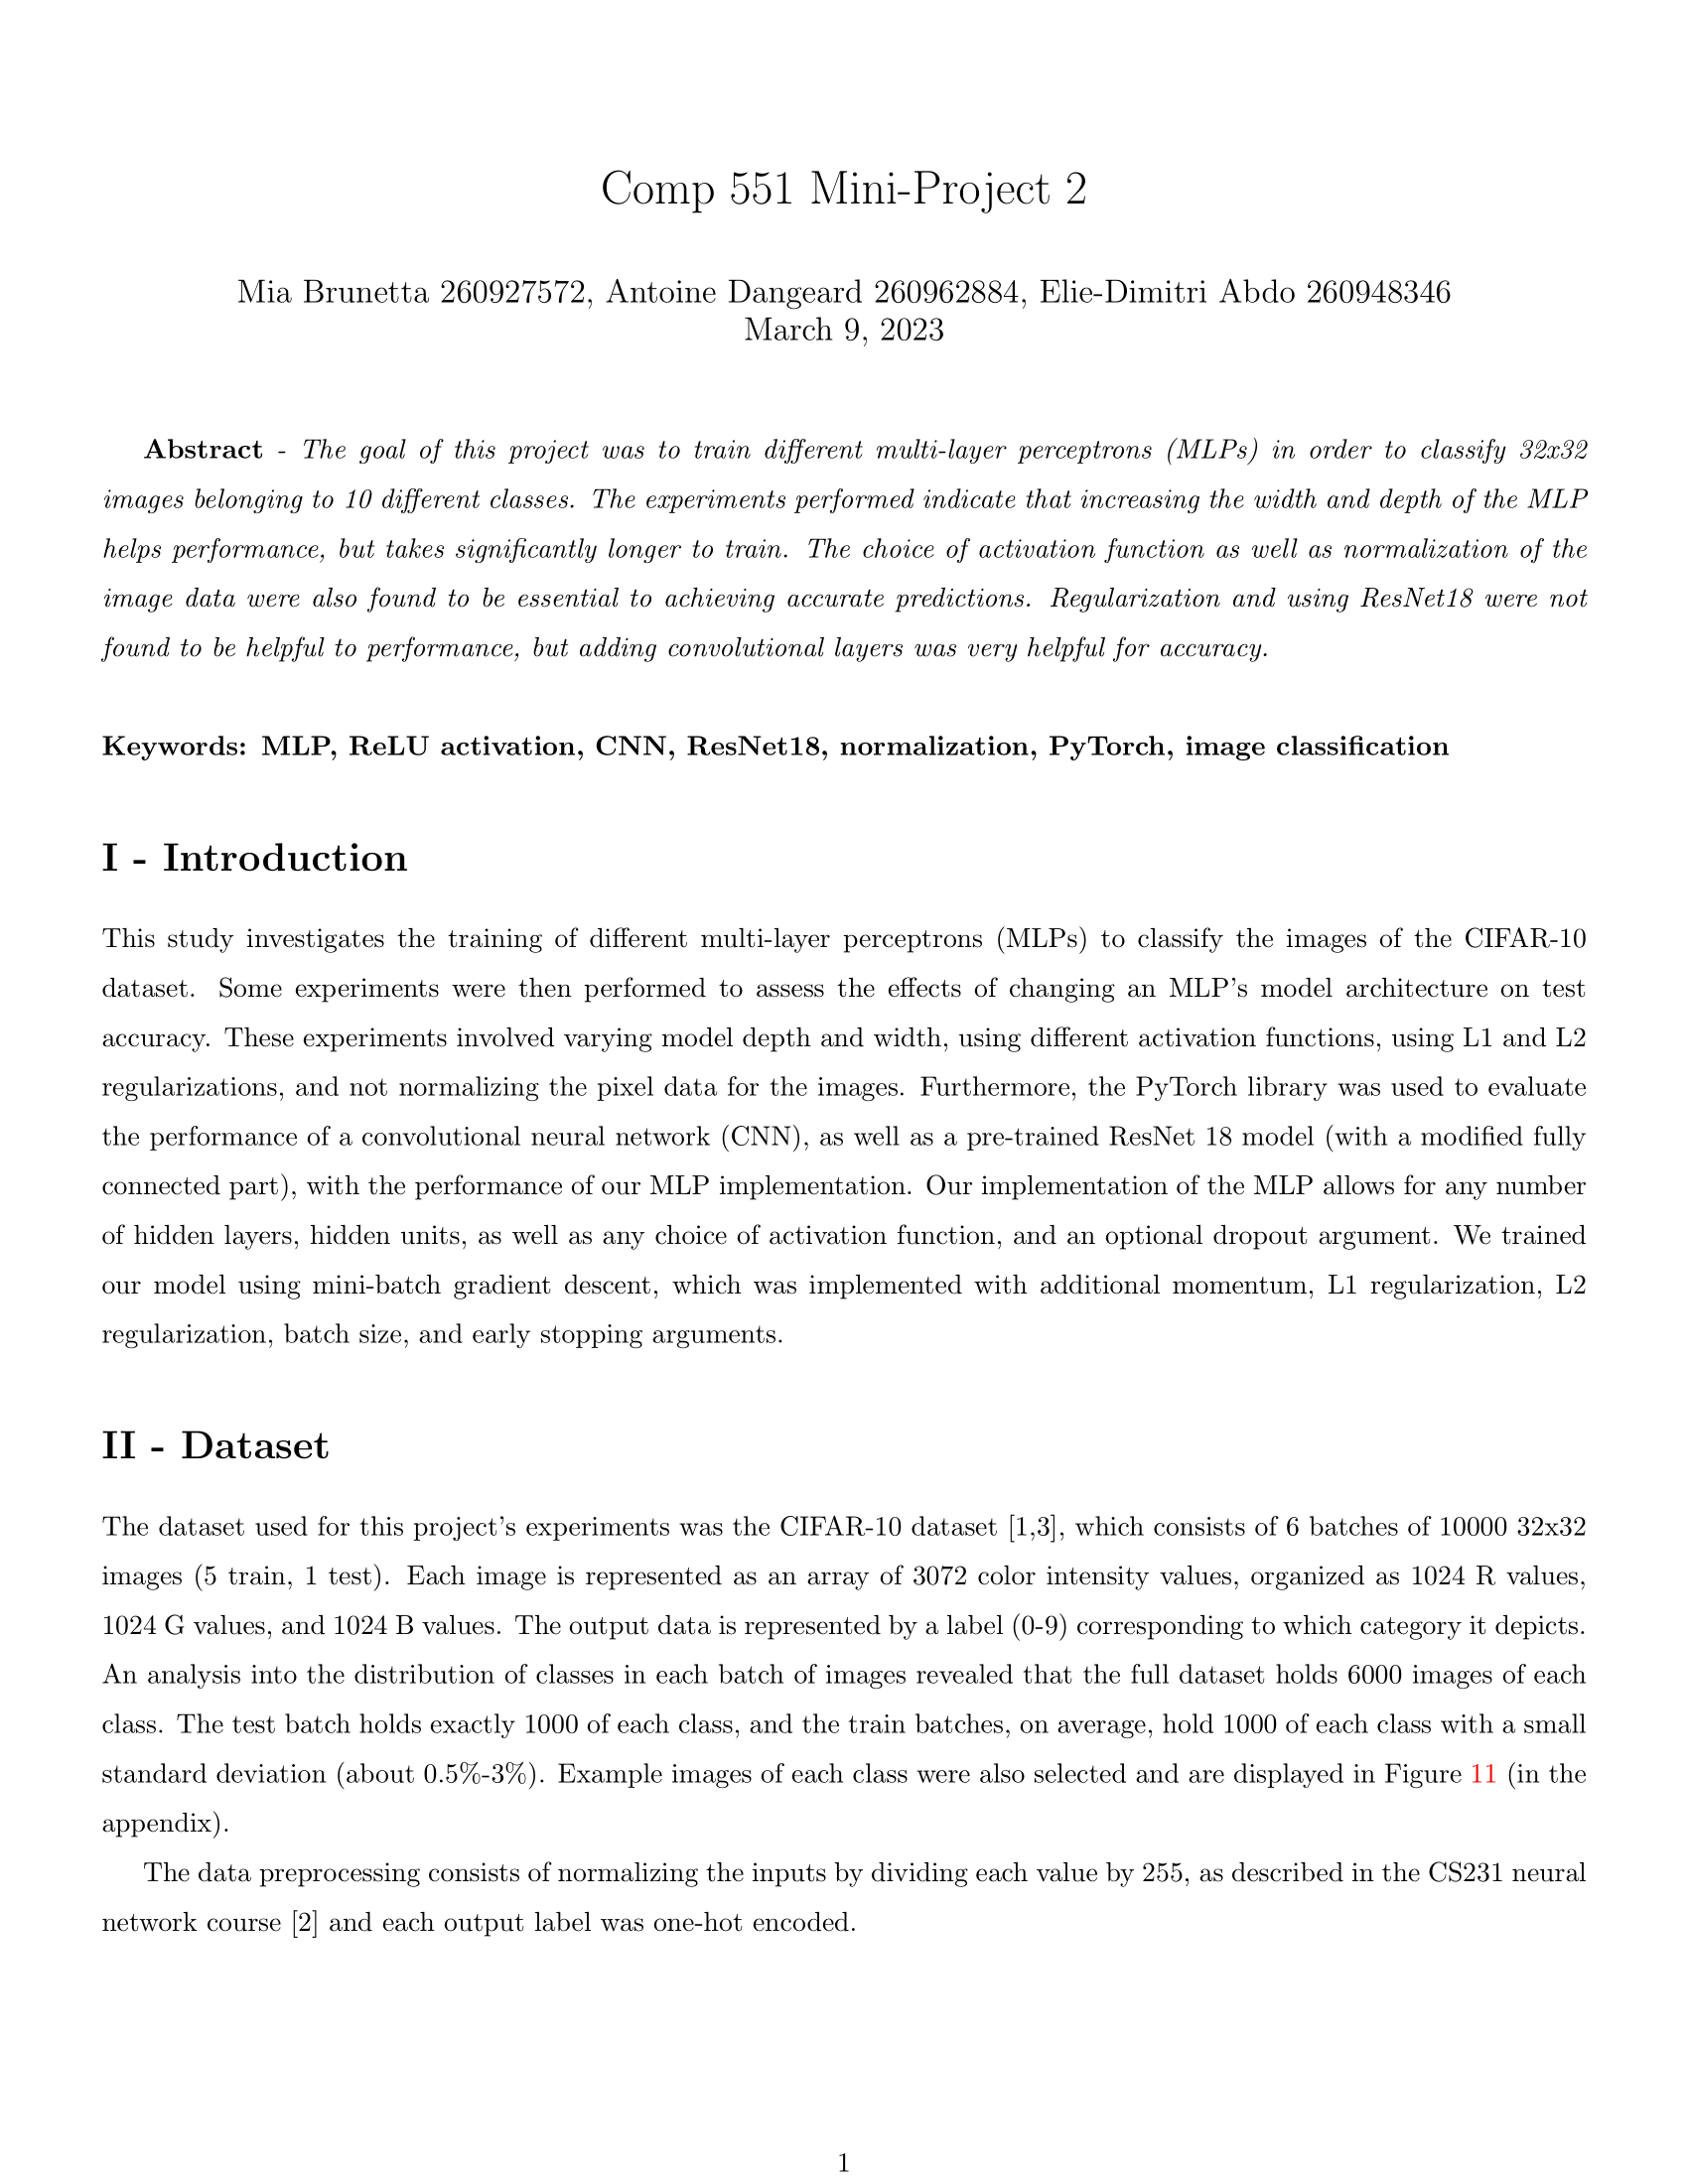 Comp 551 Mini-Project 2
Mia Brunetta 260927572, Antoine Dangeard 260962884, Elie-Dimitri Abdo 260948346
March 9, 2023
Abstract - The goal of this project was to train different multi-layer perceptrons (MLPs) in order to classify 32x32
images belonging to 10 different classes. The experiments performed indicate that increasing the width and depth of the MLP
helps performance, but takes significantly longer to train. The choice of activation function as well as normalization of the
image data were also found to be essential to achieving accurate predictions. Regularization and using ResNet18 were not
found to be helpful to performance, but adding convolutional layers was very helpful for accuracy.
Keywords: MLP, ReLU activation, CNN, ResNet18, normalization, PyTorch, image classification
I - Introduction
This study investigates the training of different multi-layer perceptrons (MLPs) to classify the images of the CIFAR-10
dataset. Some experiments were then performed to assess the effects of changing an MLP's model architecture on test
accuracy. These experiments involved varying model depth and width, using different activation functions, using L1 and L2
regularizations, and not normalizing the pixel data for the images. Furthermore, the PyTorch library was used to evaluate
the performance of a convolutional neural network (CNN), as well as a pre-trained ResNet 18 model (with a modified fully
connected part), with the performance of our MLP implementation. Our implementation of the MLP allows for any number
of hidden layers, hidden units, as well as any choice of activation function, and an optional dropout argument. We trained
our model using mini-batch gradient descent, which was implemented with additional momentum, L1 regularization, L2
regularization, batch size, and early stopping arguments.
II - Dataset
The dataset used for this project's experiments was the CIFAR-10 dataset [1,3], which consists of 6 batches of 10000 32x32
images (5 train, 1 test). Each image is represented as an array of 3072 color intensity values, organized as 1024 R values,
1024 G values, and 1024 B values. The output data is represented by a label (0-9) corresponding to which category it depicts.
An analysis into the distribution of classes in each batch of images revealed that the full dataset holds 6000 images of each
class. The test batch holds exactly 1000 of each class, and the train batches, on average, hold 1000 of each class with a small
standard deviation (about 0.5%-3%). Example images of each class were also selected and are displayed in Figure 11 (in the
appendix).
The data preprocessing consists of normalizing the inputs by dividing each value by 255, as described in the CS231 neural
network course [2] and each output label was one-hot encoded.
1